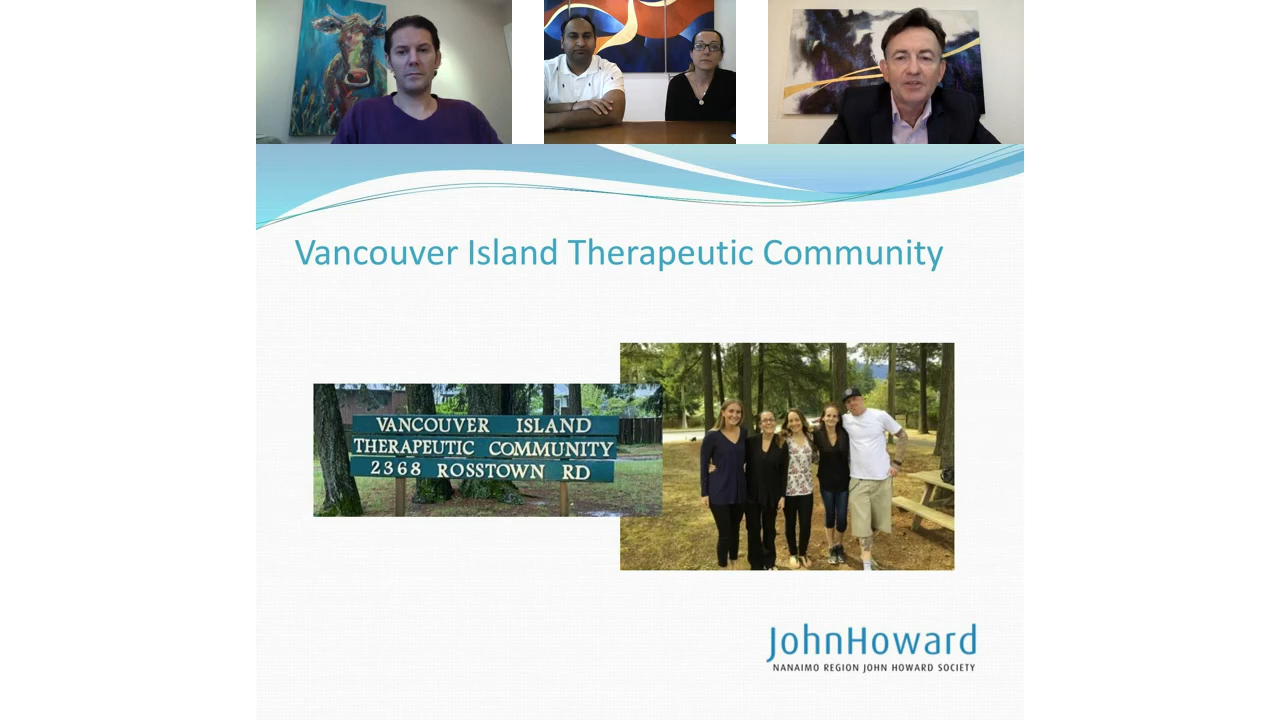 Vancouver Island Therapeutic Community
VANCOUVER ISLAND
THERAPEUTIC COMMUNITY
2368 ROSSTOWN RD
JohnHoward
NANAIMO REGION JOHN HOWARD SOCIETY